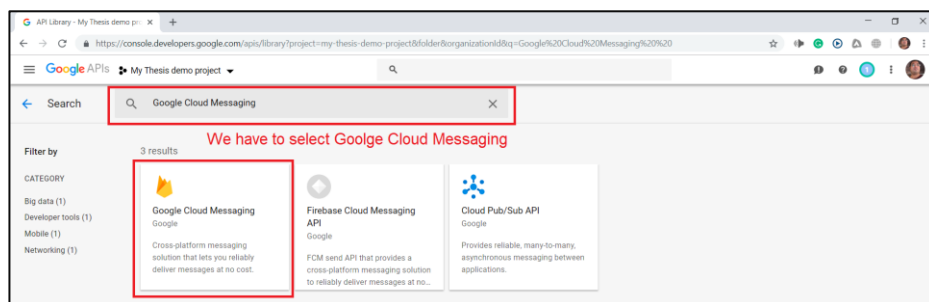 API Library - My Thesis demo pro
https://console.developers.google.com/apis/library?project=my-thesis-demo-project&folder&organizationId&q=Google%20Cloud%20Messaging%20%20
Google APIs My Thesis demo project
Search Google Cloud Messaging
We have to select Goolge Cloud Messaging
Filter by
3 results
CATEGORY
Big data (1)
Developer tools (1)
Mobile (1)
Networking (1)
Google Cloud Messaging
Google
Cross-platform messaging
solution that lets you reliably
deliver messages at no cost.
Firebase Cloud Messaging
API
Google
FCM send API that provides a
cross-platform messaging solution
to reliably deliver messages at no...
Cloud Pub/Sub API
Google
Provides reliable, many-to-many,
asynchronous messaging between
applications.